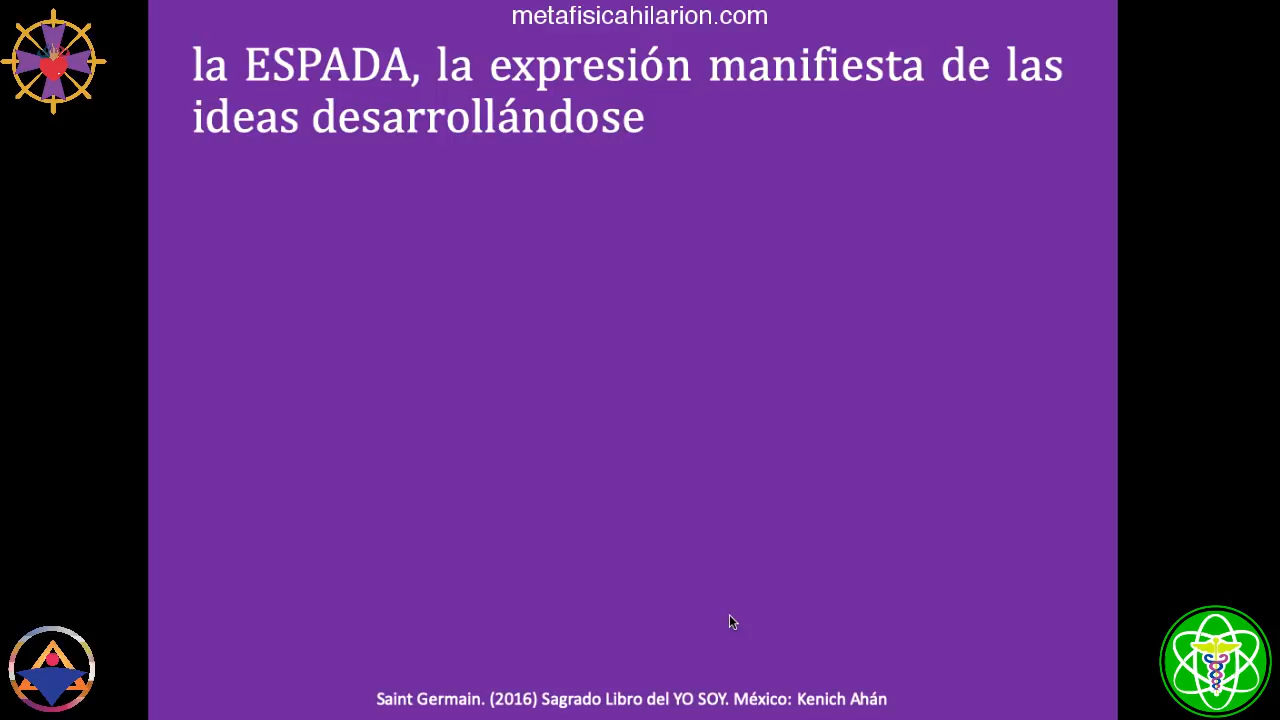 metafisicahilarion.com
la ESPADA, la expresión manifiesta de las
ideas desarrollándose
Saint Germain. (2016) Sagrado Libro del YO SOY. México: Kenich Ahán